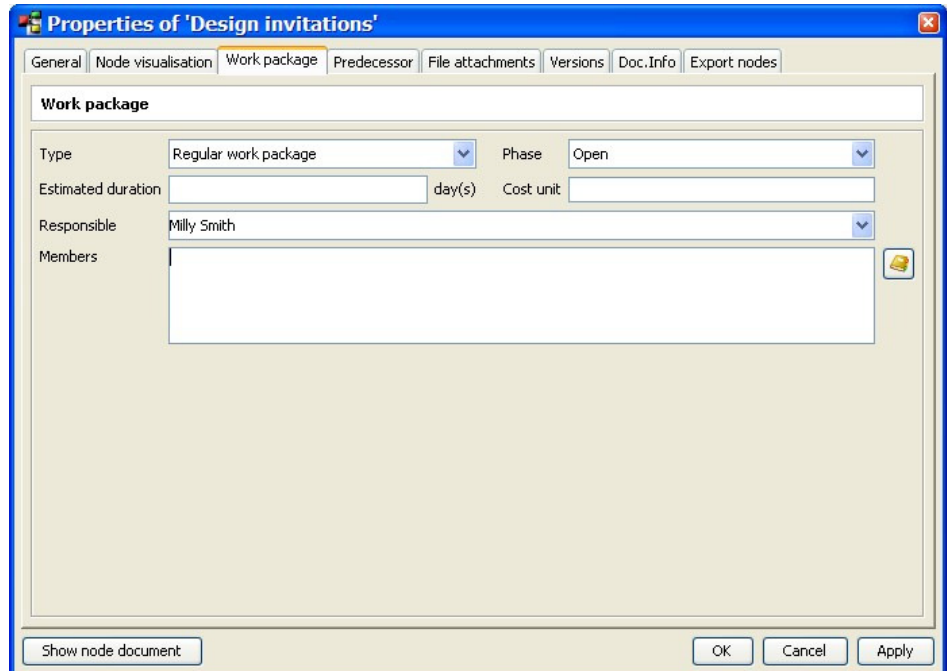 Properties of 'Design invitations'
General Node visualisation Work package Predecessor File attachments Versions Doc.Info Export nodes
Work package
Type Regular work package Phase Open
Estimated duration day(s) Cost unit
Responsible Milly Smith
Members
Show node document OK Cancel Apply